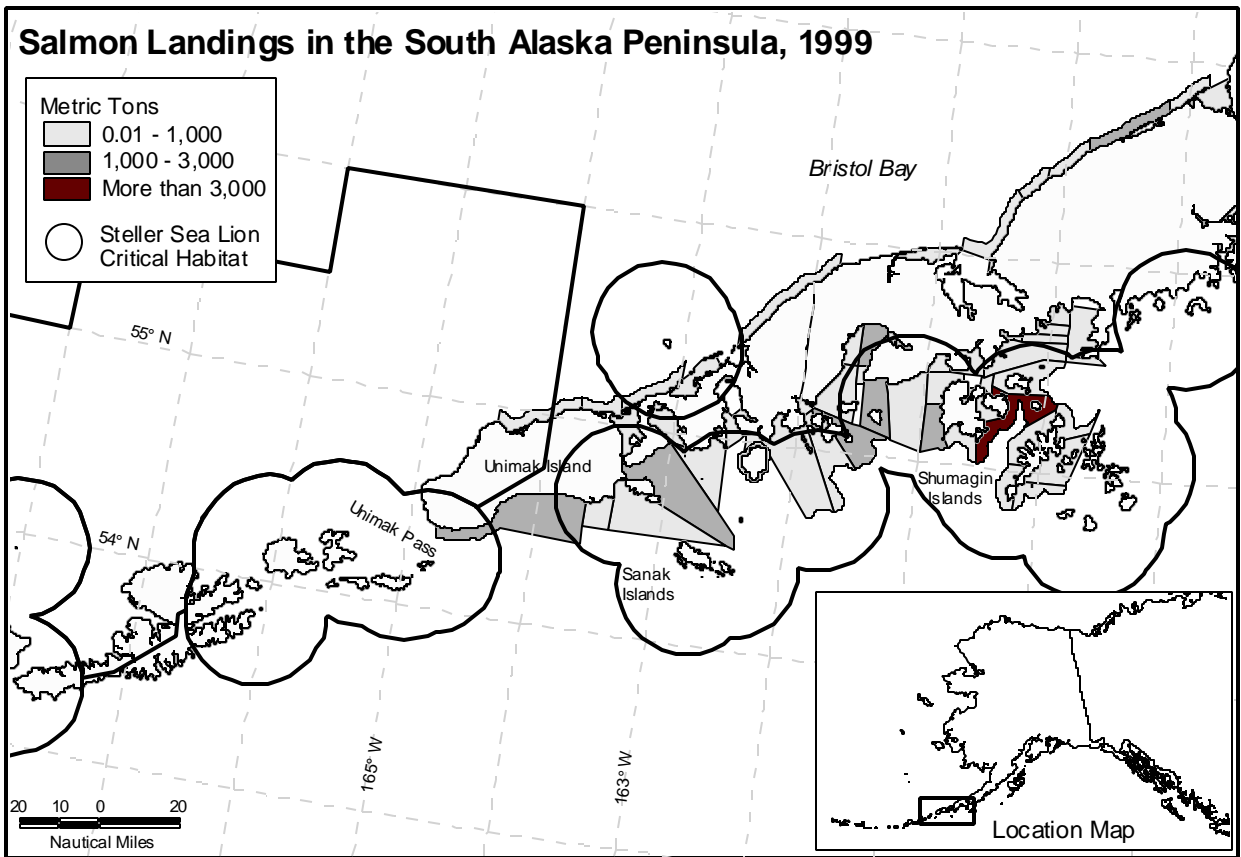 Salmon Landings in the South Alaska Peninsula, 1999
Metric Tons
0.01 - 1,000
1,000 - 3,000
More than 3,000
Steller Sea Lion
Critical Habitat
Bristol Bay
55° N
Unimak Island
Shumagin
Islands
Unimak Pass
54° N
Sanak
Islands
165° W
163° W
20 10 0 20
Nautical Miles
Location Map